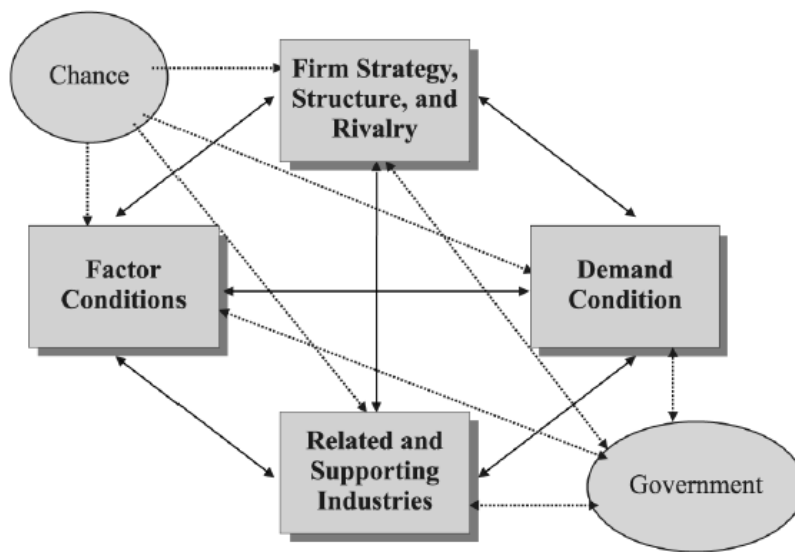 Chance
Firm Strategy,
Structure, and
Rivalry
Factor
Conditions
Demand
Condition
Related and
Supporting
Industries
Government